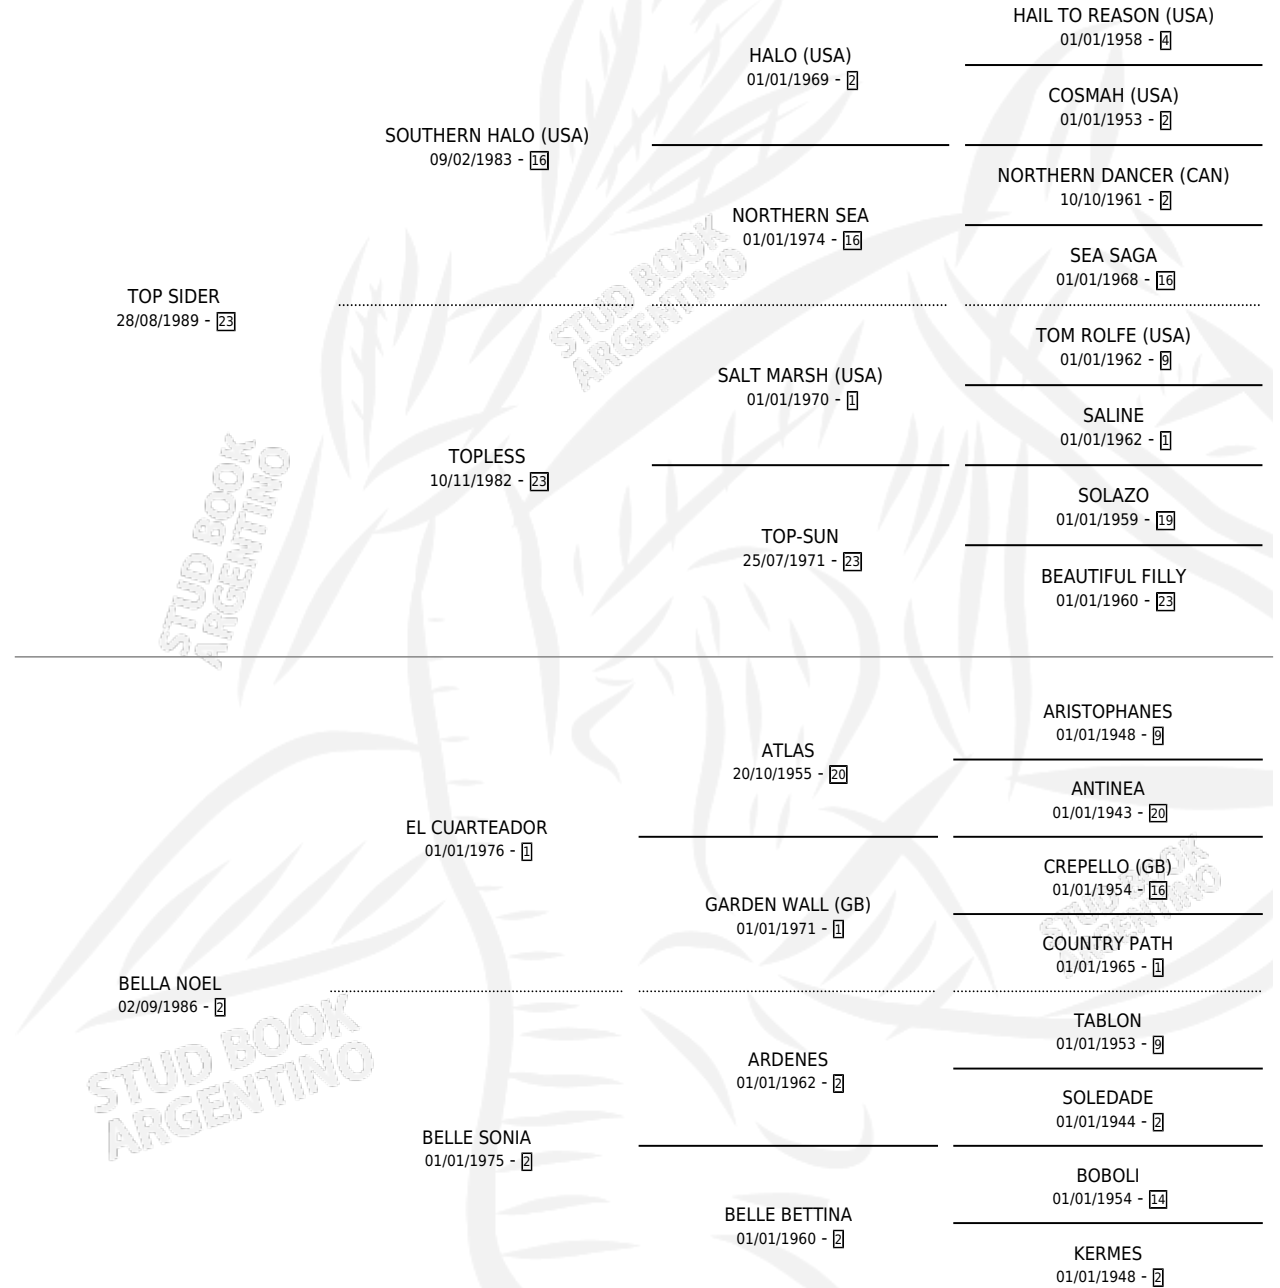 HAIL TO REASON (USA)
01/01/1958 - 4
HALO (USA)
01/01/1969 - 2
COSMAH (USA)
01/01/1953 - 2
SOUTHERN HALO (USA)
09/02/1983 - 16
NORTHERN DANCER (CAN)
10/10/1961 - 2
NORTHERN SEA
01/01/1974 - 16
SEA SAGA
01/01/1968 - 16
TOP SIDER
28/08/1989 - 23
STUD BOOK
ARGENTINO
TOM ROLFE (USA)
01/01/1962 - 9
SALT MARSH (USA)
01/01/1970 - 1
SALINE
01/01/1962 - 1
TOPLESS
10/11/1982 - 23
SOLAZO
01/01/1959 - 19
TOP-SUN
25/07/1971 - 23
BEAUTIFUL FILLY
01/01/1960 - 23
STUD BOOK
ARGENTINO
ARISTOPHANES
01/01/1948 - 9
ATLAS
20/10/1955 - 20
ANTINEA
01/01/1943 - 20
EL CUARTEADOR
01/01/1976 - 1
CREPELLO (GB)
01/01/1954 - 16
GARDEN WALL (GB)
01/01/1971 - 1
STUD BOOK
ARGENTINO
COUNTRY PATH
01/01/1965 - 1
BELLA NOEL
02/09/1986 - 2
TABLON
01/01/1953 - 9
ARDENES
01/01/1962 - 2
SOLEDADE
01/01/1944 - 2
STUD BOOK
ARGENTINO
BELLE SONIA
01/01/1975 - 2
BOBOLI
01/01/1954 - 14
BELLE BETTINA
01/01/1960 - 2
KERMES
01/01/1948 - 2